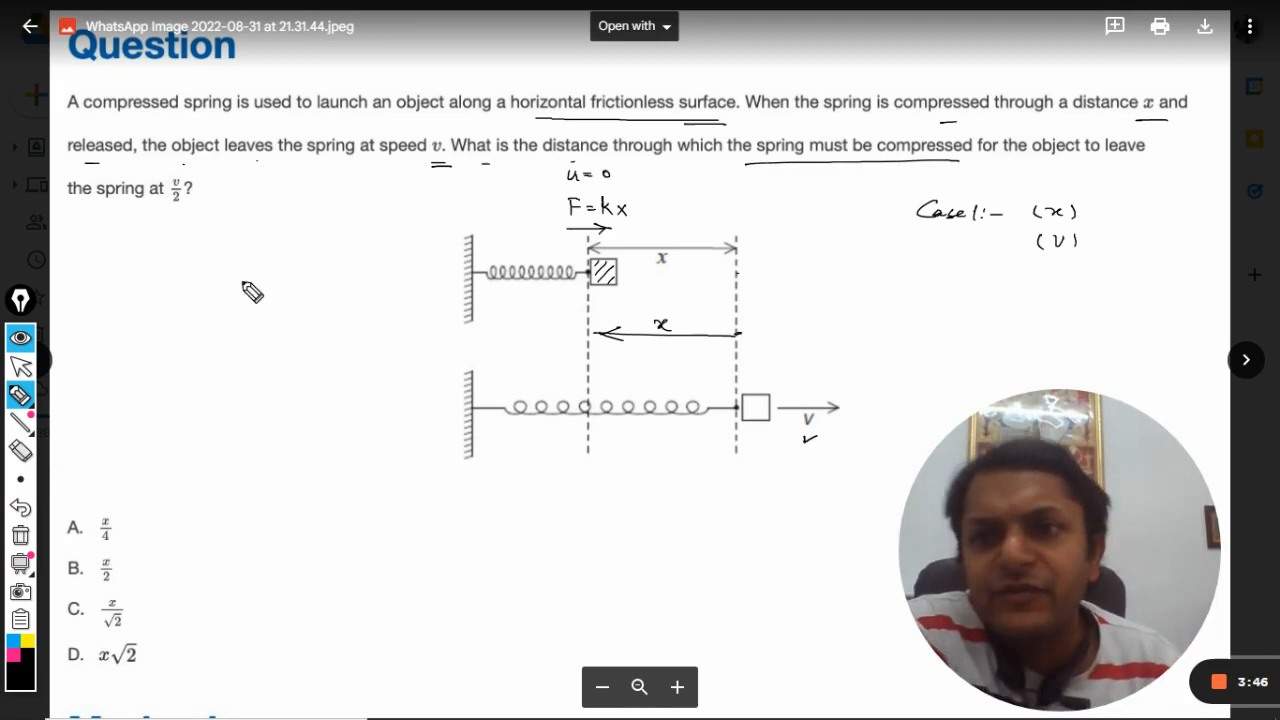 WhatsApp Image 2022-08-31 at 21.31.44.jpeg
Open with
Question
A compressed spring is used to launch an object along a horizontal frictionless surface. When the spring is compressed through a distance x and
released, the object leaves the spring at speed v. What is the distance through which the spring must be compressed for the object to leave
the spring at v/2?
u = 0
F = kx
Case 1:- (x)
(v)
x
x
v
A. x/4
B. x/2
C. x/√2
D. x√2
3:46